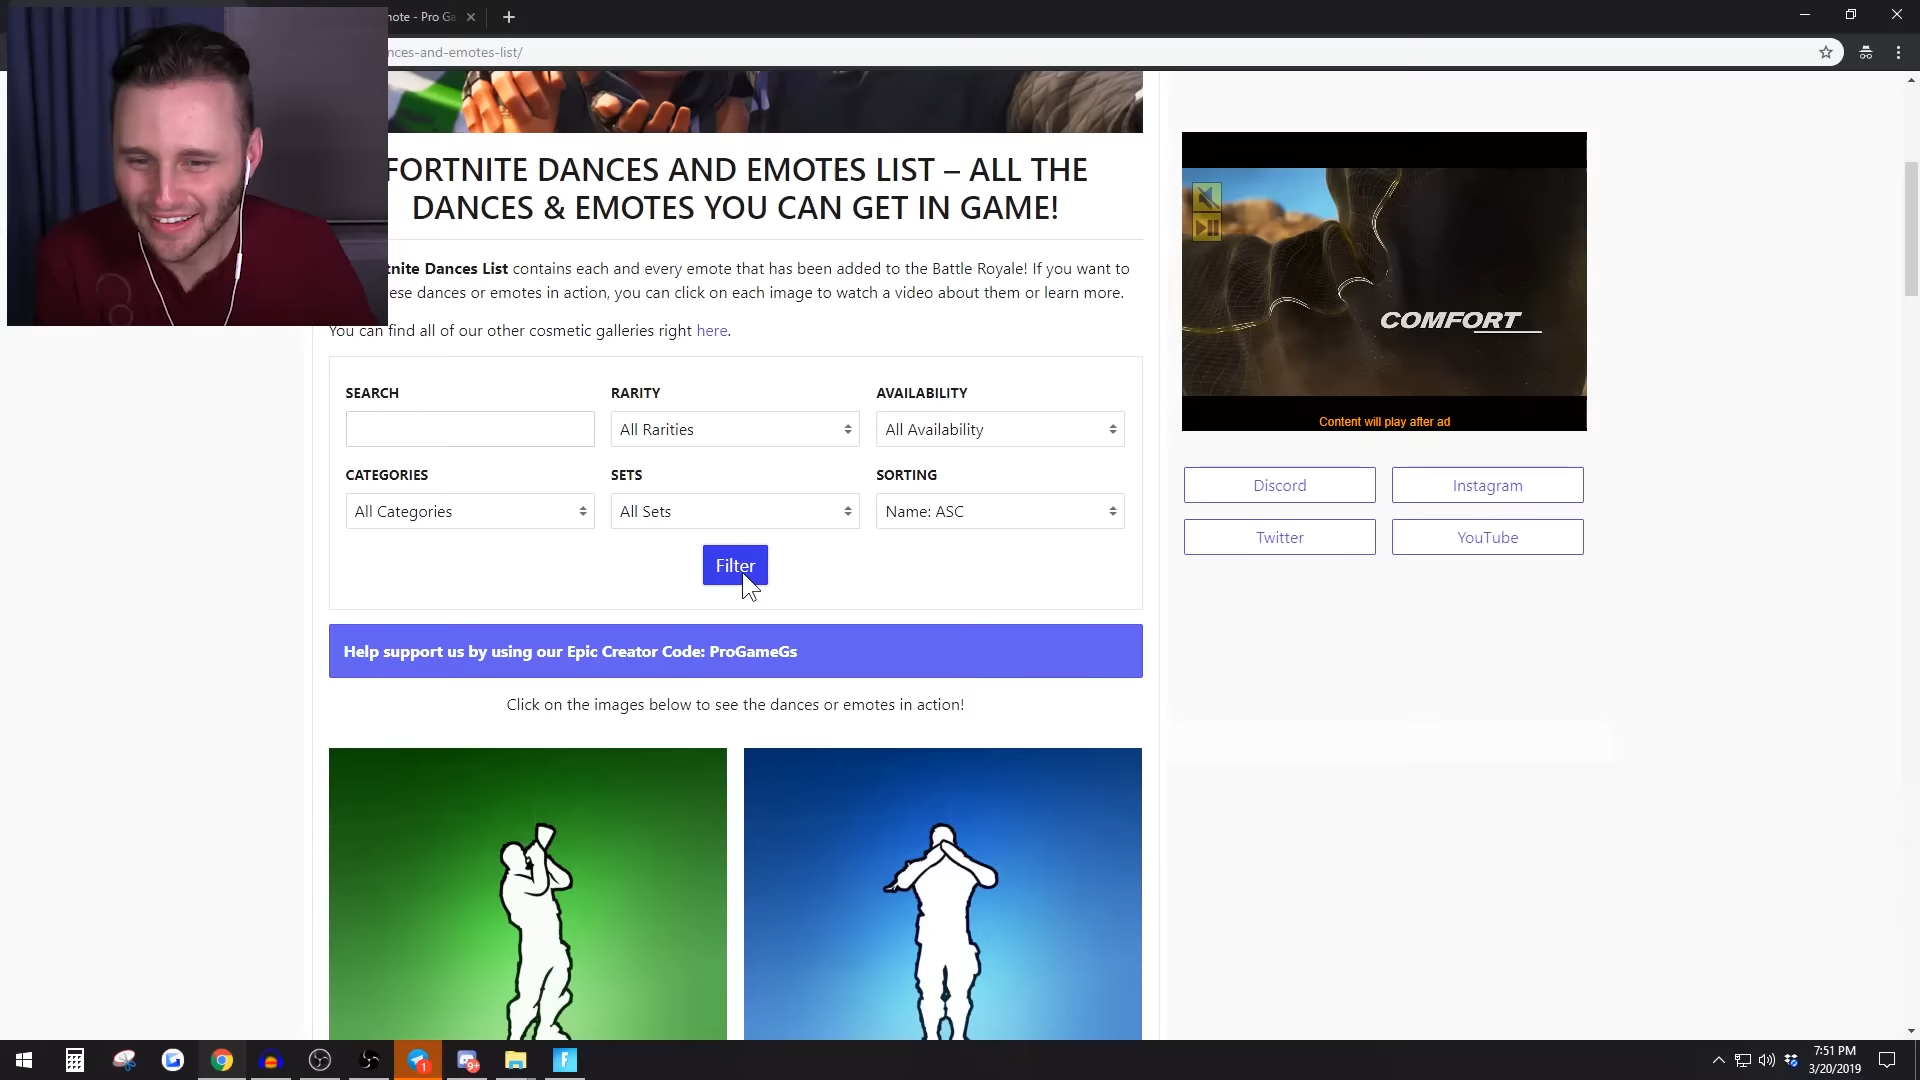 note - Pro Ga
nces-and-emotes-list/
FORTNITE DANCES AND EMOTES LIST – ALL THE
DANCES & EMOTES YOU CAN GET IN GAME!
tnite Dances List contains each and every emote that has been added to the Battle Royale! If you want to
ese dances or emotes in action, you can click on each image to watch a video about them or learn more.
You can find all of our other cosmetic galleries right here.
SEARCH
RARITY
AVAILABILITY
All Rarities
All Availability
CATEGORIES
SETS
SORTING
All Categories
All Sets
Name: ASC
Filter
Help support us by using our Epic Creator Code: ProGameGs
Click on the images below to see the dances or emotes in action!
COMFORT
Content will play after ad
Discord
Instagram
Twitter
YouTube
1
9+
F
7:51 PM
3/20/2019